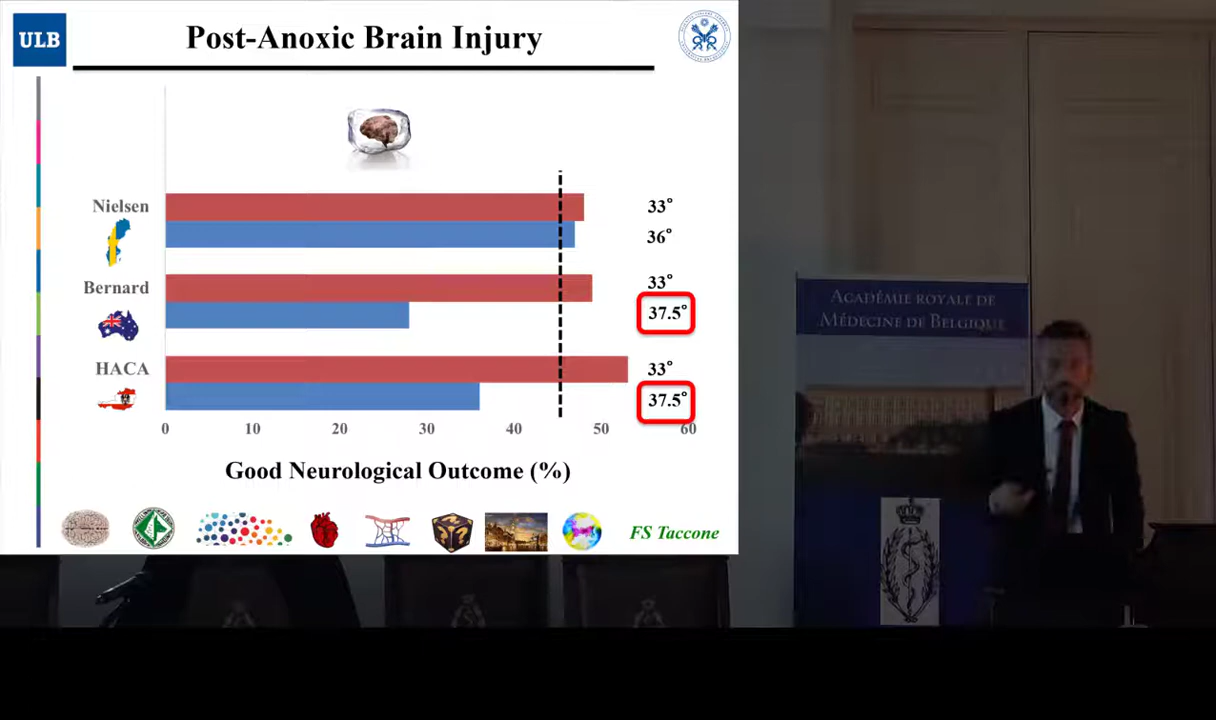 ULB
Post-Anoxic Brain Injury
Nielsen
33°
36°
Bernard
33°
37.5°
HACA
33°
37.5°
0 10 20 30 40 50 60
Good Neurological Outcome (%)
FS Taccone
ACADÉMIE ROYALE DE
MÉDECINE DE BELGIQUE